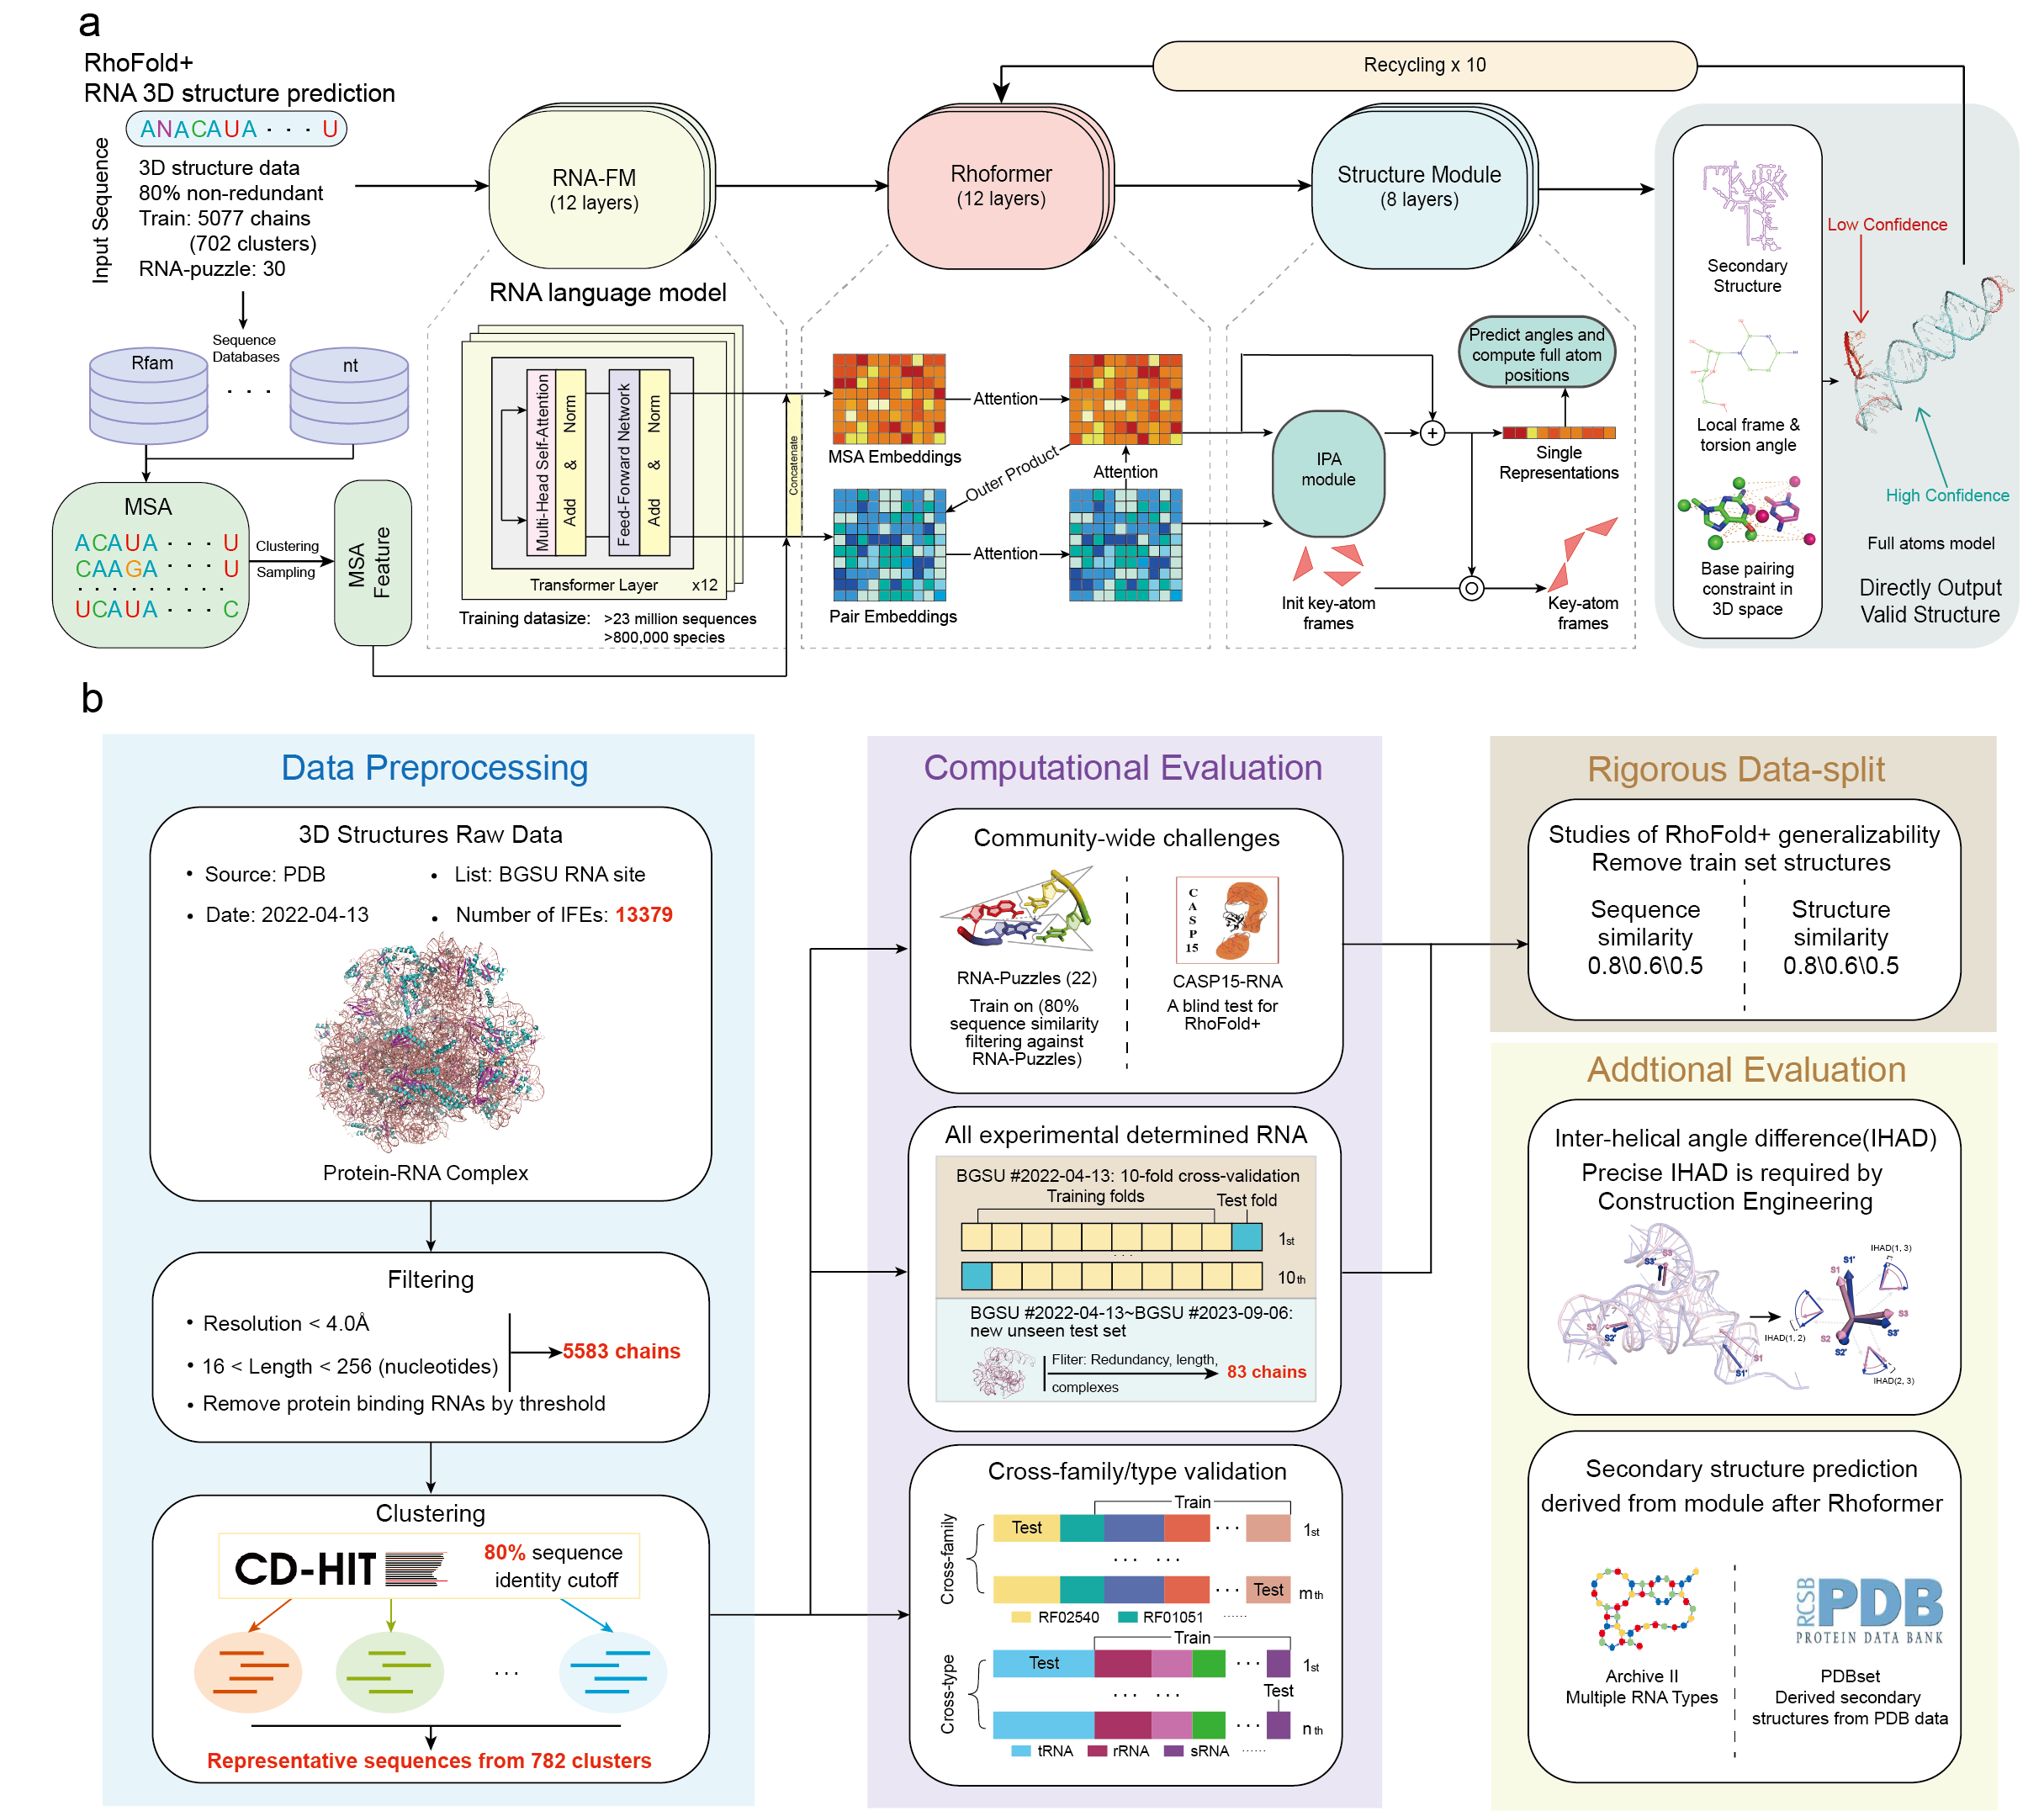 a
RhoFold+
RNA 3D structure prediction
Input Sequence
ANACAUA · · · U
3D structure data
80% non-redundant
Train: 5077 chains
(702 clusters)
RNA-puzzle: 30
Sequence
Databases
Rfam
· · ·
nt
MSA
ACAUA · · · U
CAAGA · · · U
· · · · · · · · · ·
UCAUA · · · C
Clustering
Sampling
MSA
Feature
RNA-FM
(12 layers)
RNA language model
Multi-Head Self-Attention
Add & Norm
Feed-Forward Network
Add & Norm
Transformer Layer
x12
Training datasize: >23 million sequences
>800,000 species
Concatenate
Recycling x 10
Rhoformer
(12 layers)
MSA Embeddings
Attention
Outer Product
Attention
Pair Embeddings
Attention
Structure Module
(8 layers)
Predict angles and
compute full atom
positions
IPA
module
+
Single
Representations
Init key-atom
frames
Key-atom
frames
Secondary
Structure
Local frame &
torsion angle
Base pairing
constraint in
3D space
Low Confidence
High Confidence
Full atoms model
Directly Output
Valid Structure
b
Data Preprocessing
3D Structures Raw Data
• Source: PDB
• List: BGSU RNA site
• Date: 2022-04-13
• Number of IFEs: 13379
Protein-RNA Complex
Filtering
• Resolution < 4.0Å
• 16 < Length < 256 (nucleotides)
• Remove protein binding RNAs by threshold
5583 chains
Clustering
CD-HIT
80% sequence
identity cutoff
· · ·
Representative sequences from 782 clusters
Computational Evaluation
Community-wide challenges
RNA-Puzzles (22)
Train on (80%
sequence similarity
filtering against
RNA-Puzzles)
C
A
S
P
15
CASP15-RNA
A blind test for
RhoFold+
All experimental determined RNA
BGSU #2022-04-13: 10-fold cross-validation
Training folds
Test fold
1st
· · ·
10th
BGSU #2022-04-13~BGSU #2023-09-06:
new unseen test set
Fliter: Redundancy, length,
complexes
83 chains
Cross-family/type validation
Cross-family
Train
Test
· · ·
1st
· · · · · ·
· · ·
Test
m th
RF02540
RF01051
······
Cross-type
Train
Test
· · ·
1st
· · · · · ·
Test
· · ·
n th
tRNA
rRNA
sRNA
······
Rigorous Data-split
Studies of RhoFold+ generalizability
Remove train set structures
Sequence
similarity
0.8\0.6\0.5
Structure
similarity
0.8\0.6\0.5
Addtional Evaluation
Inter-helical angle difference(IHAD)
Precise IHAD is required by
Construction Engineering
S3
S3'
S2
S2'
S1
S1'
IHAD(1, 3)
S1
S1'
S3
S3'
IHAD(1, 2)
S2
S2'
IHAD(2, 3)
Secondary structure prediction
derived from module after Rhoformer
Archive II
Multiple RNA Types
RCSB
PDB
PROTEIN DATA BANK
PDBset
Derived secondary
structures from PDB data